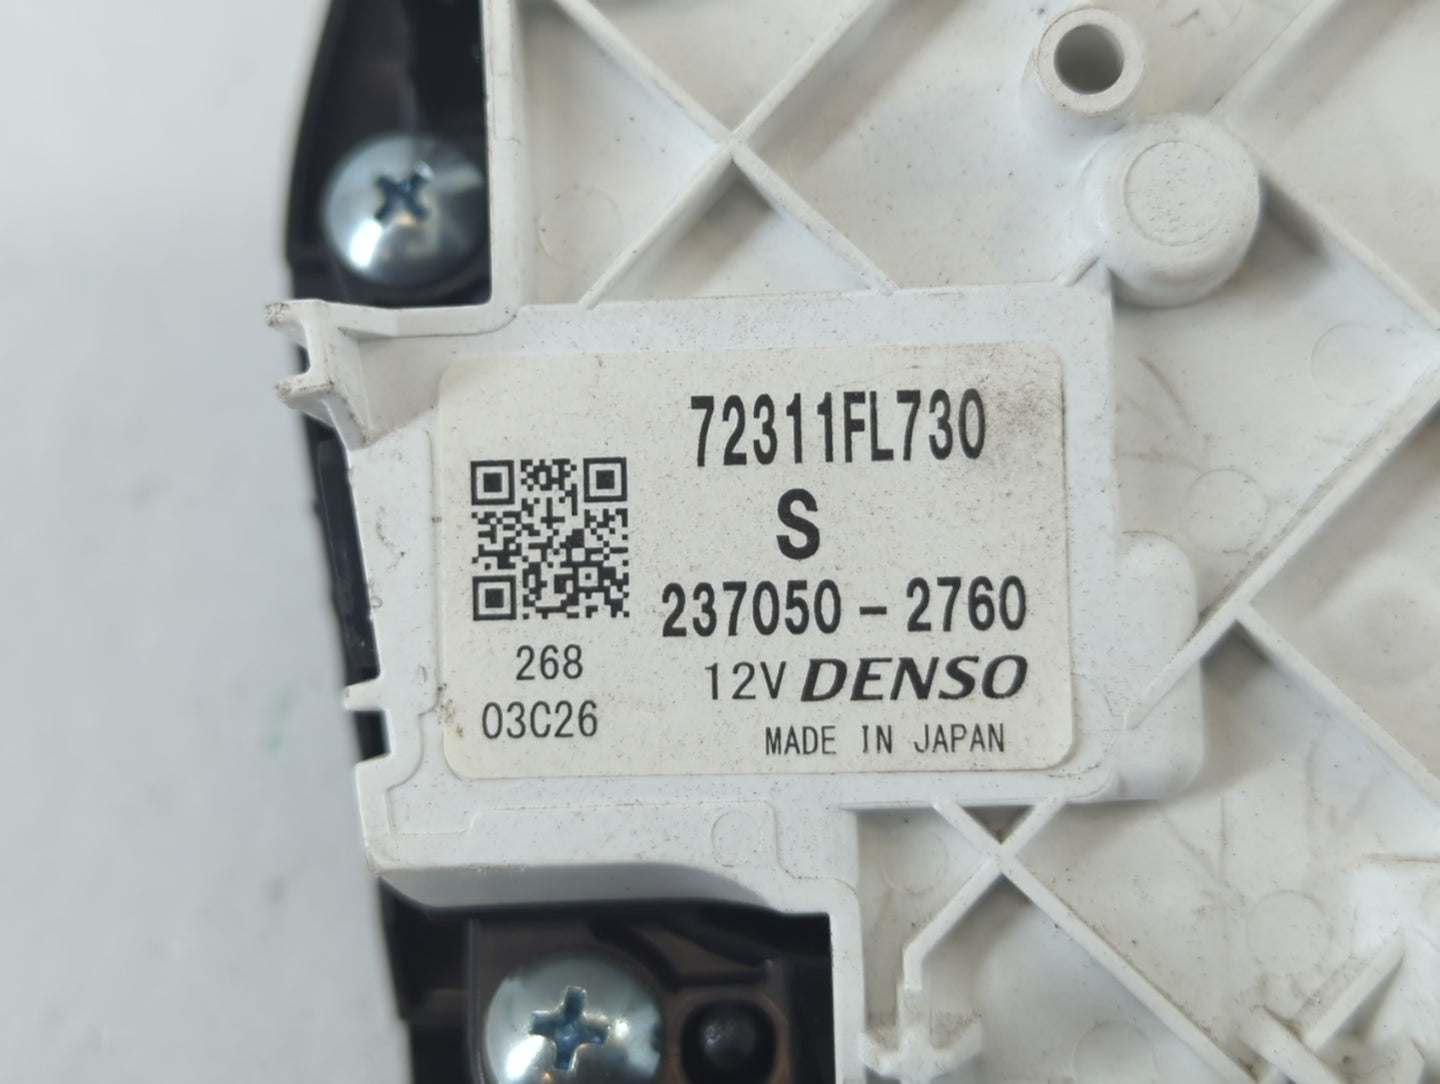 72311FL730
S
237050-2760
268
12V DENSO
03C26
MADE IN JAPAN